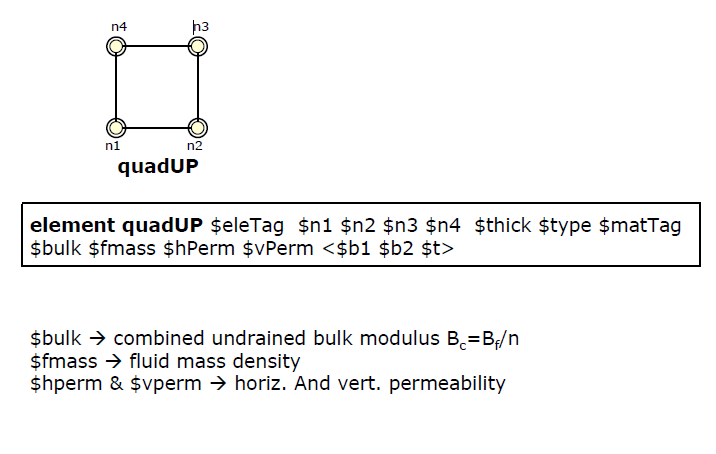 n4 n3
n1 n2
quadUP
element quadUP $eleTag $n1 $n2 $n3 $n4 $thick $type $matTag
$bulk $fmass $hPerm $vPerm <$b1 $b2 $t>
$bulk → combined undrained bulk modulus Bc=Bf/n
$fmass → fluid mass density
$hperm & $vperm → horiz. And vert. permeability